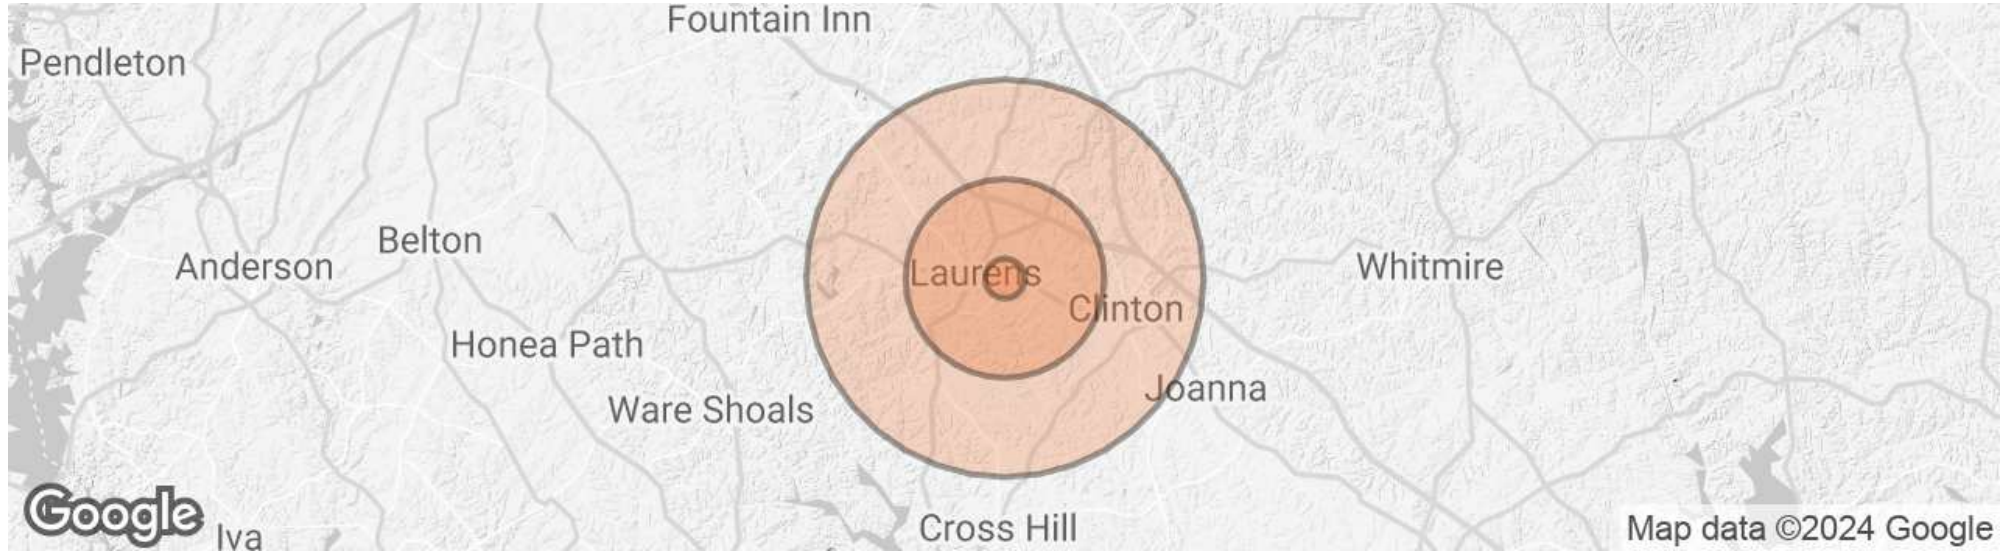 Fountain Inn
Pendleton
Belton
Anderson
Laurens
Whitmire
Clinton
Honea Path
Joanna
Ware Shoals
Google
Cross Hill
Map data ©2024 Google
Iva